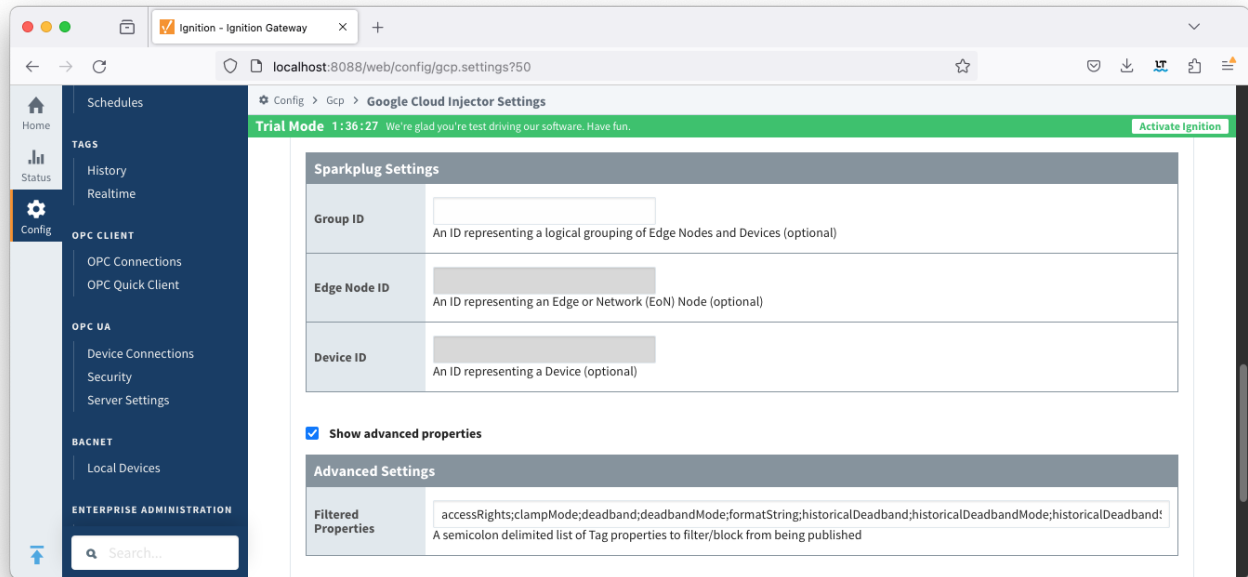 Ignition - Ignition Gateway
localhost:8088/web/config/gcp.settings?50
Home
Status
Config
Schedules
TAGS
History
Realtime
OPC CLIENT
OPC Connections
OPC Quick Client
OPC UA
Device Connections
Security
Server Settings
BACNET
Local Devices
ENTERPRISE ADMINISTRATION
Search...
Config > Gcp > Google Cloud Injector Settings
Trial Mode 1:36:27 We're glad you're test driving our software. Have fun.
Activate Ignition
Sparkplug Settings
Group ID
An ID representing a logical grouping of Edge Nodes and Devices (optional)
Edge Node ID
An ID representing an Edge or Network (EoN) Node (optional)
Device ID
An ID representing a Device (optional)
Show advanced properties
Advanced Settings
Filtered Properties
accessRights;clampMode;deadband;deadbandMode;formatString;historicalDeadband;historicalDeadbandMode;historicalDeadband
A semicolon delimited list of Tag properties to filter/block from being published